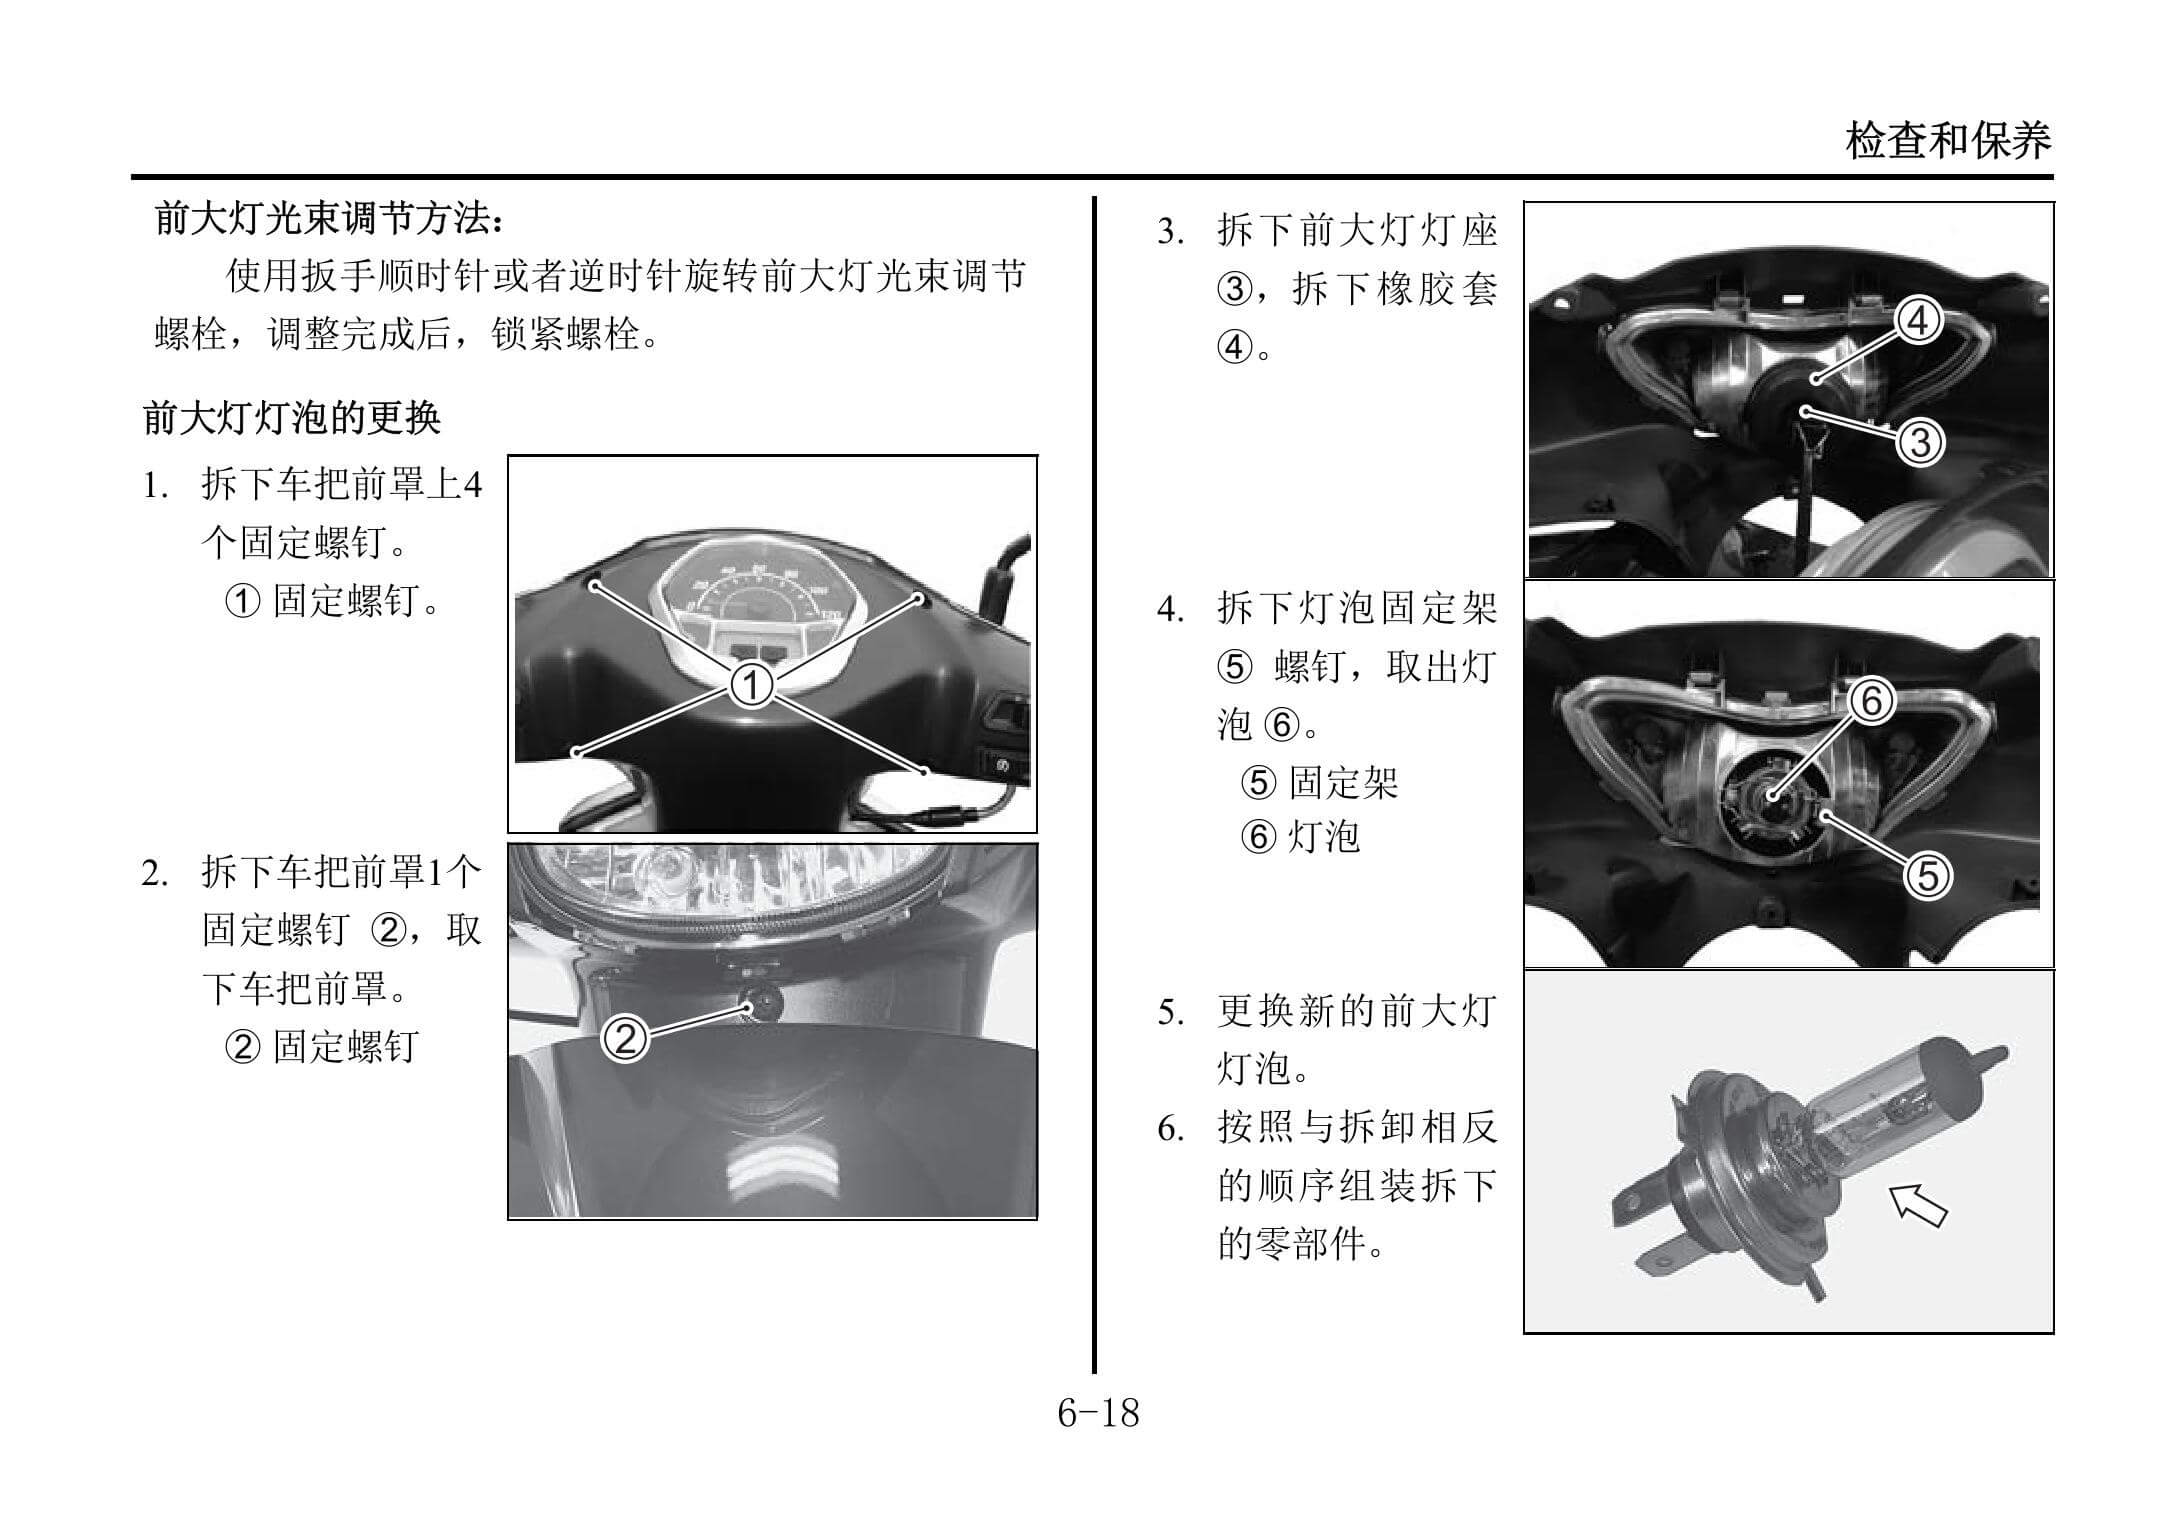 检查和保养
前大灯光束调节方法：
使用扳手顺时针或者逆时针旋转前大灯光束调节
螺栓，调整完成后，锁紧螺栓。
前大灯灯泡的更换
1. 拆下车把前罩上4
个固定螺钉。
① 固定螺钉。
①
2. 拆下车把前罩1个
固定螺钉 ②，取
下车把前罩。
② 固定螺钉
②
3. 拆下前大灯灯座
③，拆下橡胶套
④。
④
③
4. 拆下灯泡固定架
⑤ 螺钉，取出灯
泡 ⑥。
⑤ 固定架
⑥ 灯泡
⑥
⑤
5. 更换新的前大灯
灯泡。
6. 按照与拆卸相反
的顺序组装拆下
的零部件。
6-18